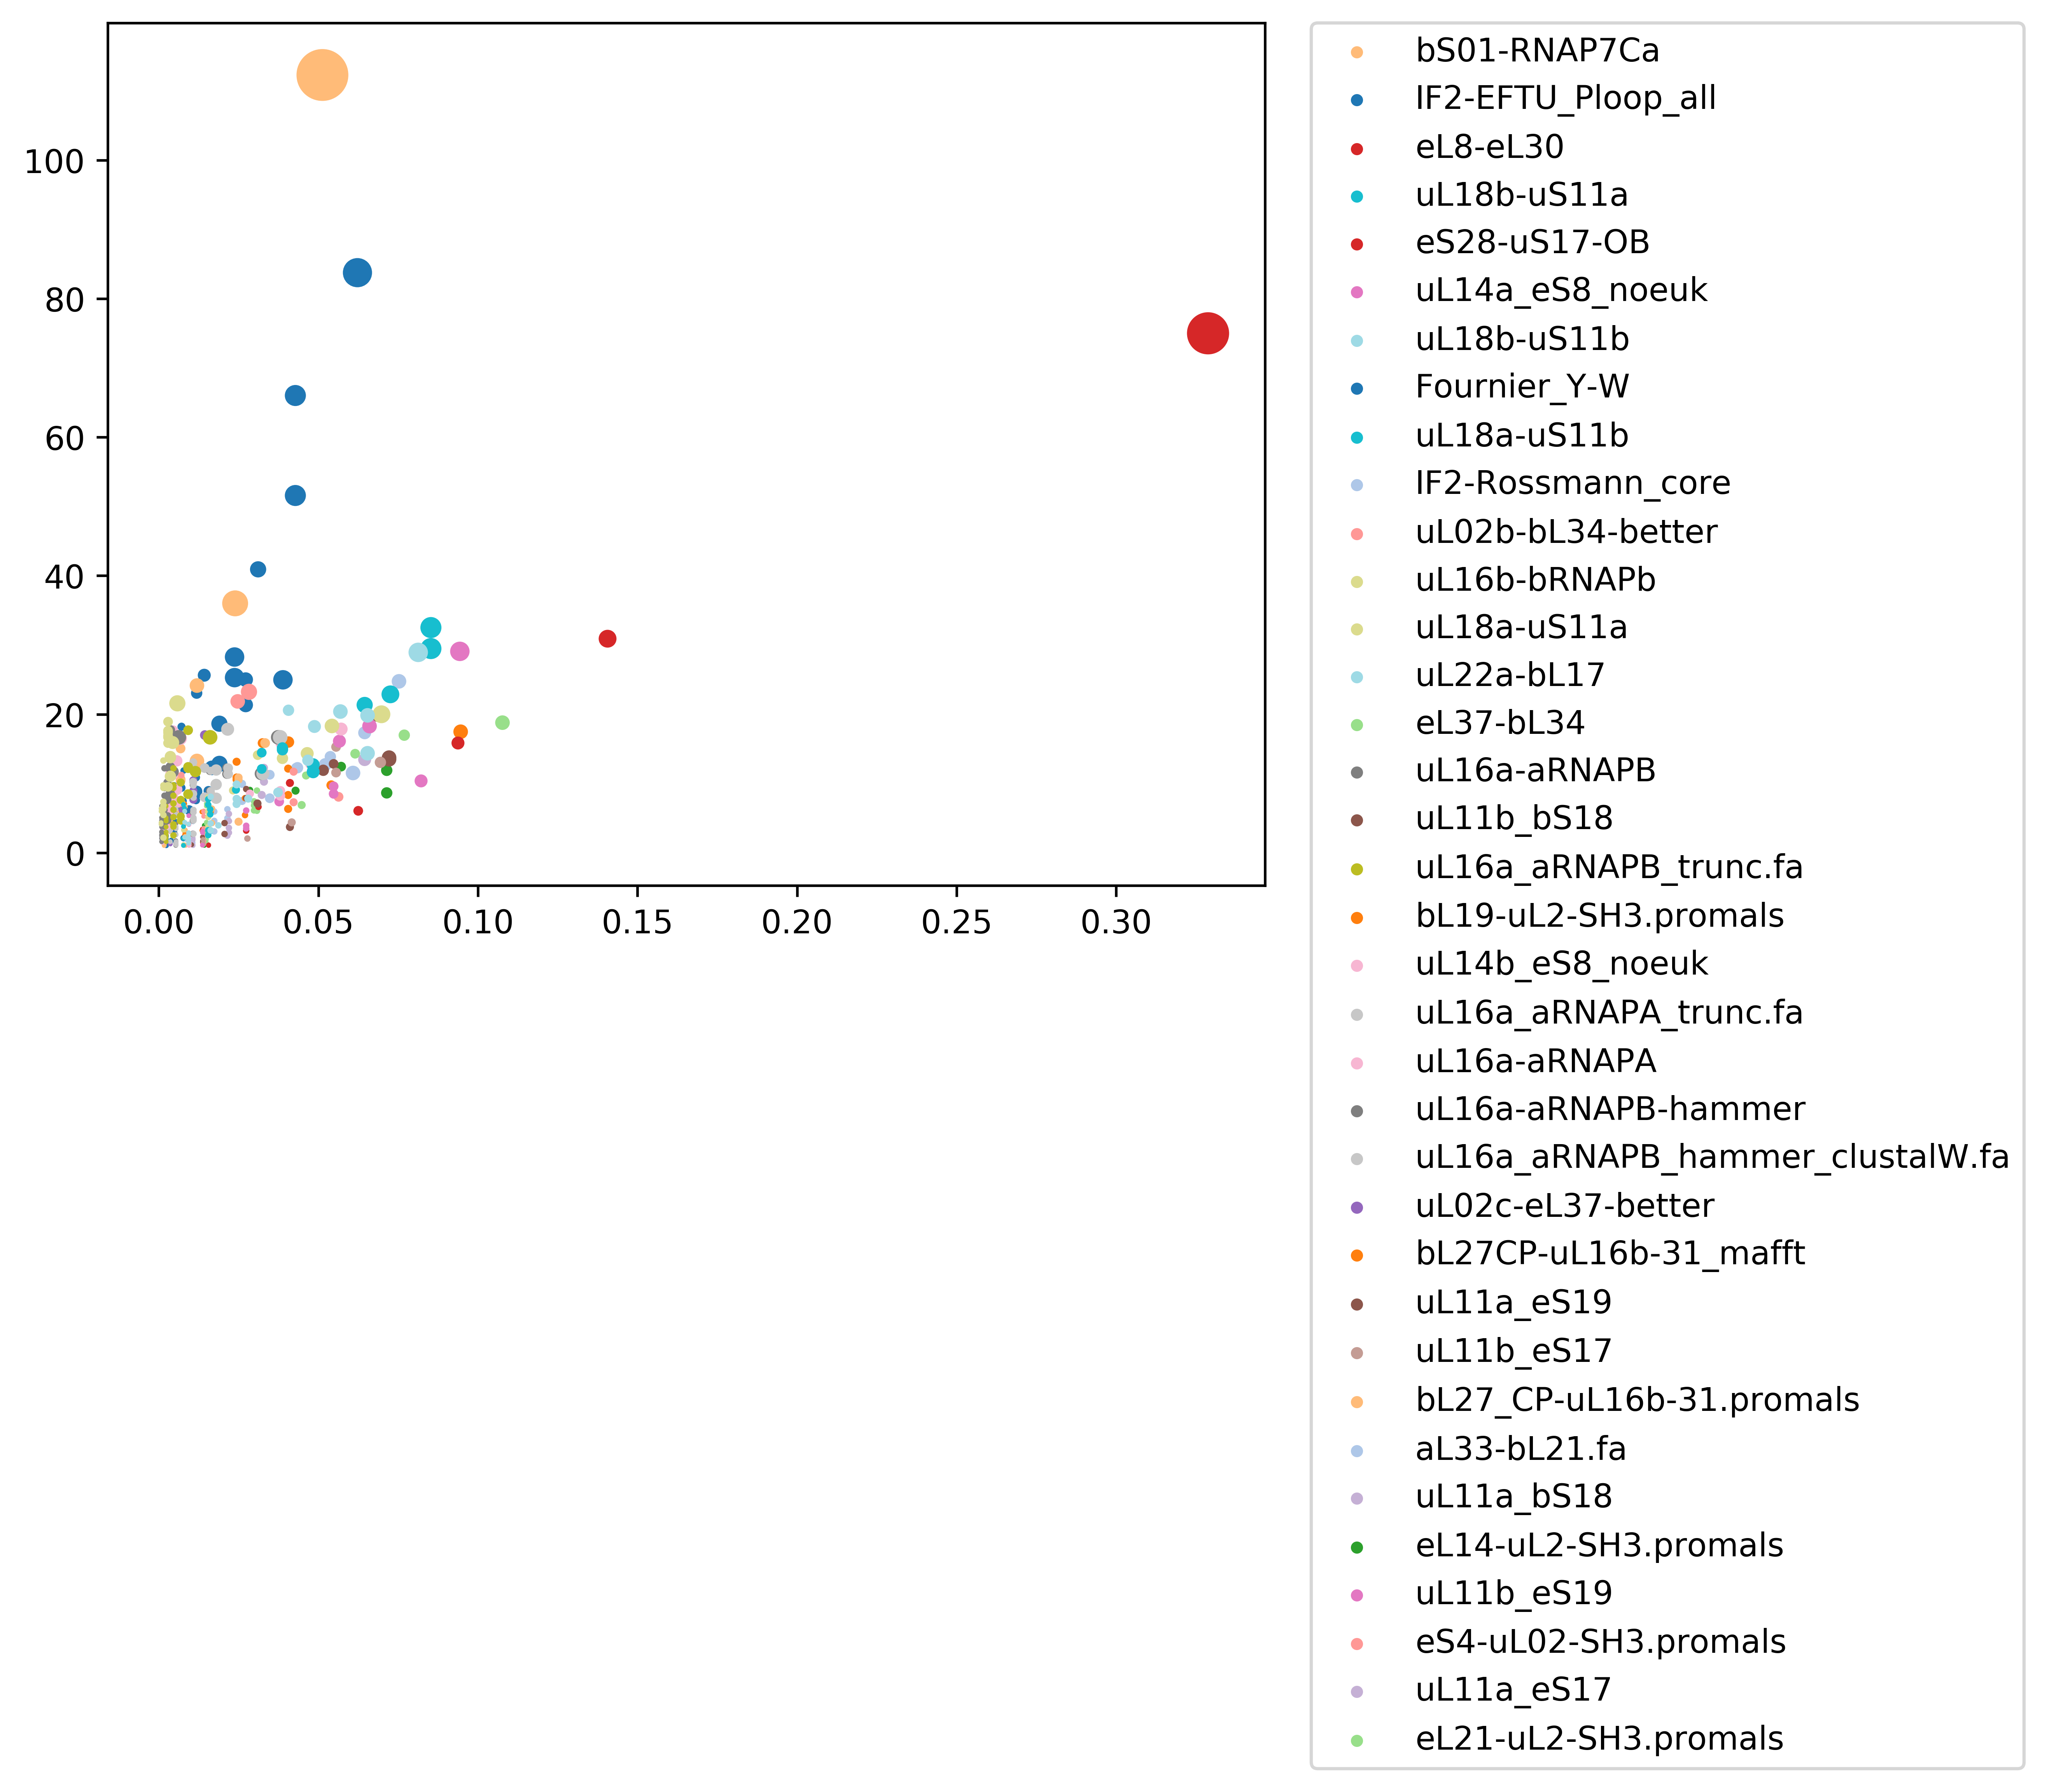 100
80
60
40
20
0
0.00 0.05 0.10 0.15 0.20 0.25 0.30
bS01-RNAP7Ca
IF2-EFTU_Ploop_all
eL8-eL30
uL18b-uS11a
eS28-uS17-OB
uL14a_eS8_noeuk
uL18b-uS11b
Fournier_Y-W
uL18a-uS11b
IF2-Rossmann_core
uL02b-bL34-better
uL16b-bRNAPb
uL18a-uS11a
uL22a-bL17
eL37-bL34
uL16a-aRNAPB
uL11b_bS18
uL16a_aRNAPB_trunc.fa
bL19-uL2-SH3.promals
uL14b_eS8_noeuk
uL16a_aRNAPA_trunc.fa
uL16a-aRNAPA
uL16a-aRNAPB-hammer
uL16a_aRNAPB_hammer_clustalW.fa
uL02c-eL37-better
bL27CP-uL16b-31_mafft
uL11a_eS19
uL11b_eS17
bL27_CP-uL16b-31.promals
aL33-bL21.fa
uL11a_bS18
eL14-uL2-SH3.promals
uL11b_eS19
eS4-uL02-SH3.promals
uL11a_eS17
eL21-uL2-SH3.promals